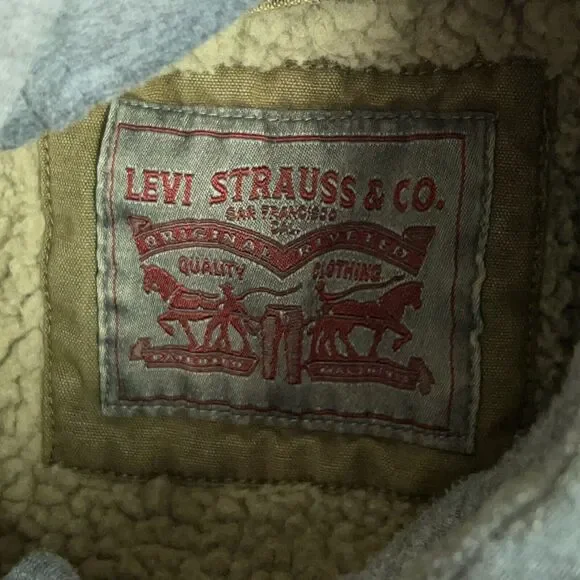 LEVI STRAUSS & CO.
SAN FRANCISCO
CAL.
ORIGINAL RIVETED
QUALITY CLOTHING